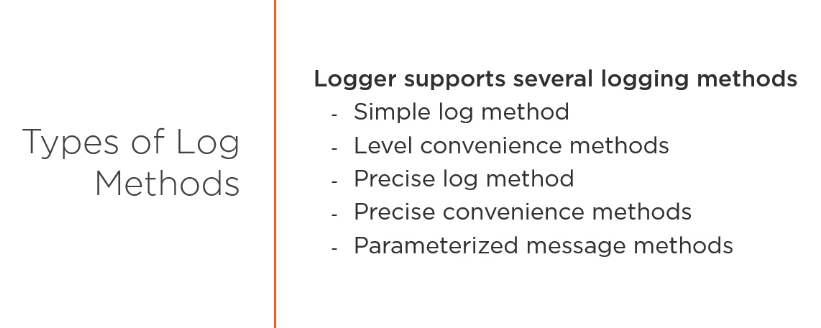 Types of Log
Methods
Logger supports several logging methods
- Simple log method
- Level convenience methods
- Precise log method
- Precise convenience methods
- Parameterized message methods